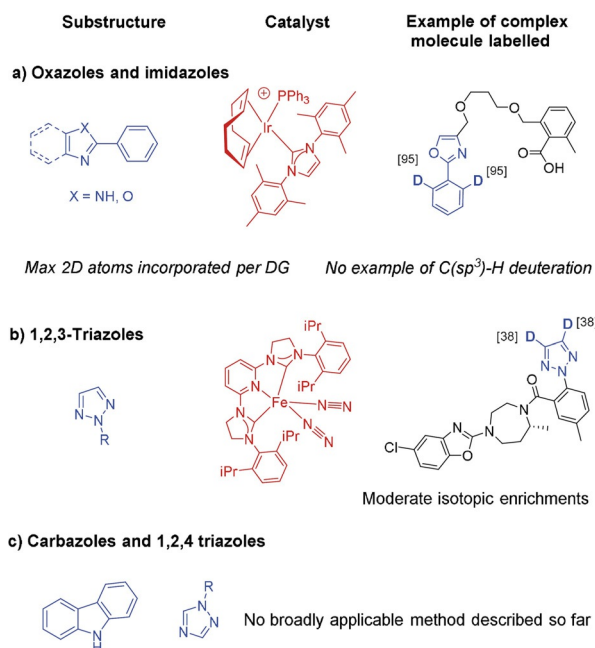 Substructure
Catalyst
Example of complex
molecule labelled
a) Oxazoles and imidazoles
X
N
X = NH, O
⊕
PPh3
Ir
N
N
O
O
N
O
O
OH
[95]
D
D
[95]
Max 2D atoms incorporated per DG
No example of C(sp3)-H deuteration
b) 1,2,3-Triazoles
N
N
N
R
iPr
N
N
iPr
N
Fe
N≡N
N≡N
N
N
iPr
iPr
[38]
D
D
[38]
N
N
N
O
N
N
N
O
Cl
Moderate isotopic enrichments
c) Carbazoles and 1,2,4 triazoles
N
H
R
N
N
N
No broadly applicable method described so far